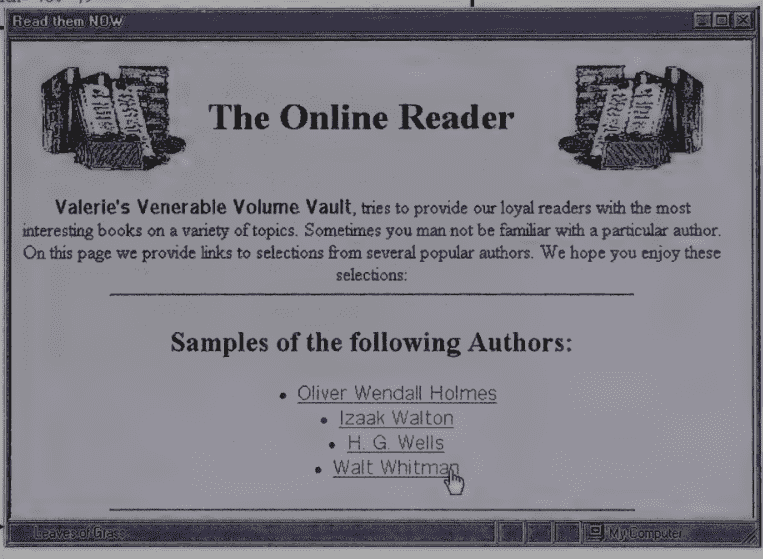 Read them NOW
The Online Reader
Valerie's Venerable Volume Vault, tries to provide our loyal readers with the most
interesting books on a variety of topics. Sometimes you man not be familiar with a particular author.
On this page we provide links to selections from several popular authors. We hope you enjoy these
selections:
Samples of the following Authors:
• Oliver Wendall Holmes
• Izaak Walton
• H. G. Wells
• Walt Whitman
Leaves of Grass
My Computer